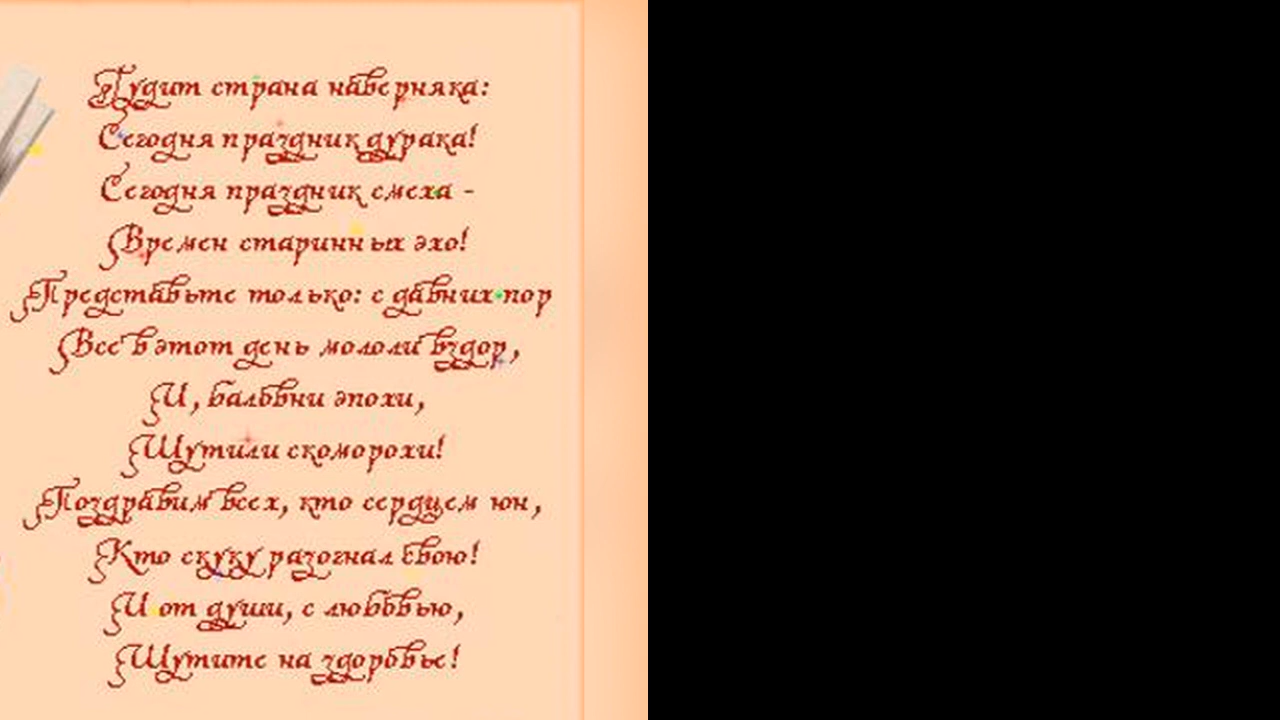 Гудит страна наверняка:
Сегодня праздник дурака!
Сегодня праздник смеха -
Времен старинных эхо!
Представьте только: с давних пор
Все в этот день мололи вздор,
И, баловни эпохи,
Шутили скоморохи!
Поздравим всех, кто сердцем юн,
Кто скуку разогнал свою!
И от души, с любовью,
Шутите на здоровье!